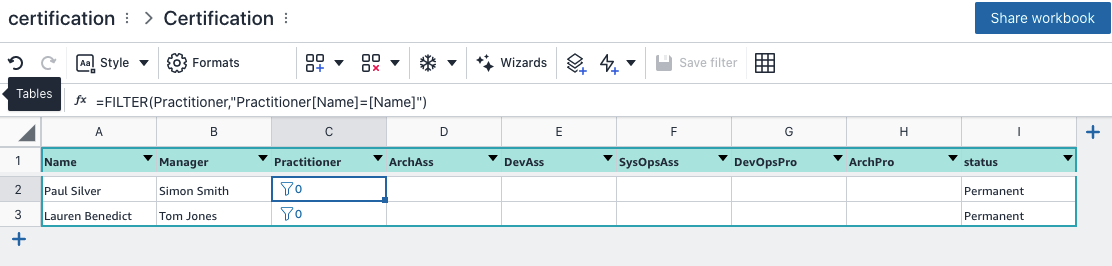 certification > Certification
Share workbook
Style Formats Wizards Save filter
Tables
fx =FILTER(Practitioner,"Practitioner[Name]=[Name]")
A B C D E F G H I
1 Name Manager Practitioner ArchAss DevAss SysOpsAss DevOpsPro ArchPro status
2 Paul Silver Simon Smith 0 Permanent
3 Lauren Benedict Tom Jones 0 Permanent